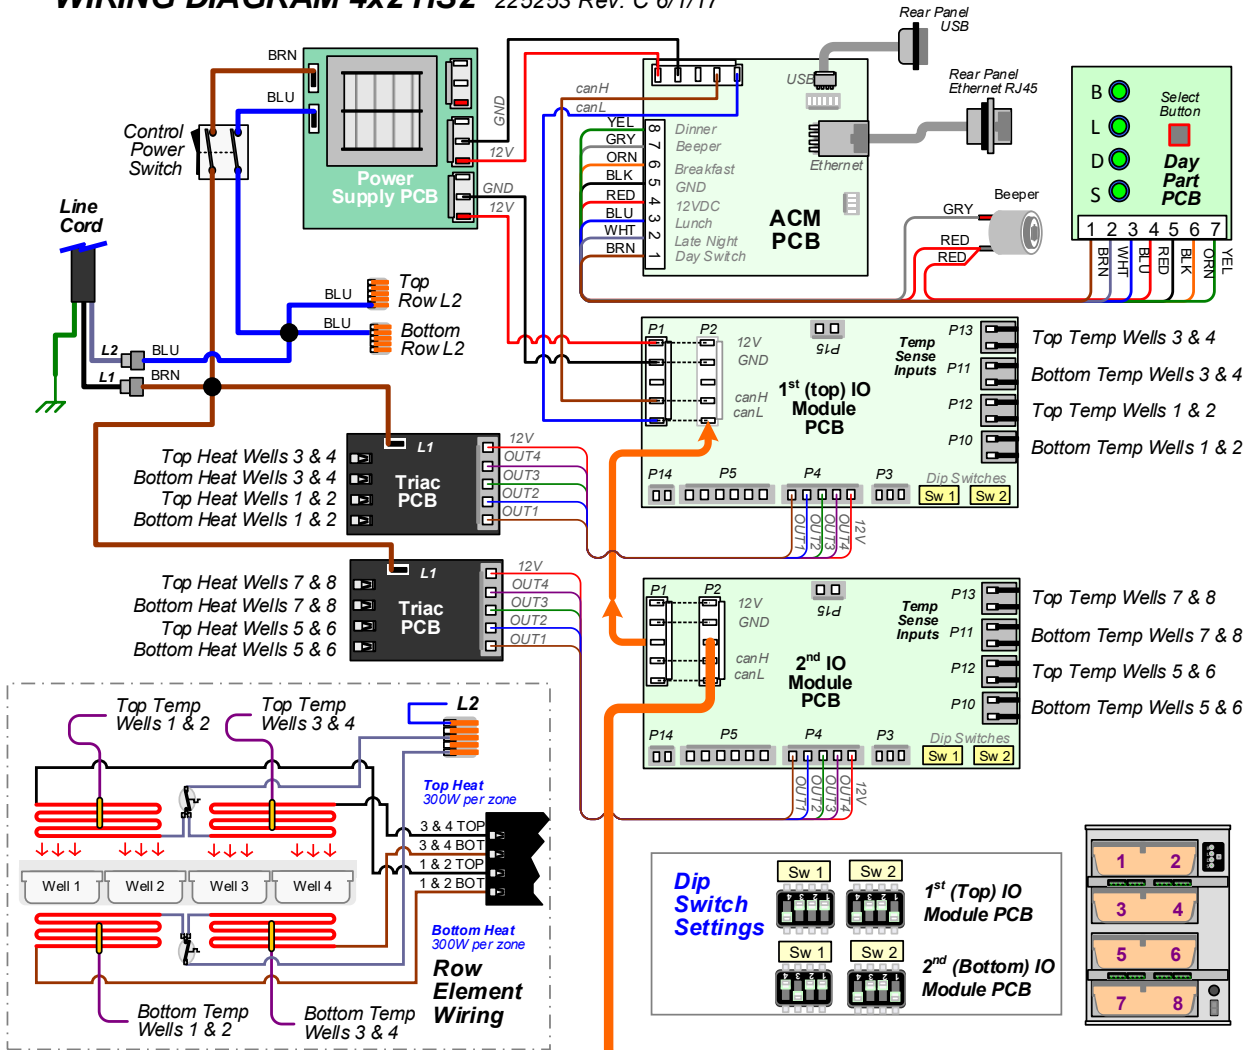 WIRING DIAGRAM 4x2 HSZ 225253 Rev. C 6/1/17
Rear Panel
USB
Rear Panel
Ethernet RJ45
BRN
BLU
Control
Power
Switch
Power
Supply PCB
GND
12V
GND
12V
canH
canL
USB
Ethernet
YEL 8 Dinner
GRY 7 Beeper
ORN 6 Breakfast
BLK 5 GND
RED 4 12VDC
BLU 3 Lunch
WHT 2 Late Night
BRN 1 Day Switch
ACM
PCB
Beeper
GRY
RED
RED
B
L
D
S
Select
Button
Day
Part
PCB
1 2 3 4 5 6 7
BRN
WHT
BLU
RED
BLK
ORN
YEL
Line
Cord
L2
BLU
L1
BRN
BLU
Top
Row L2
BLU
Bottom
Row L2
P1
P2
12V
GND
canH
canL
P15
1st (top) IO
Module
PCB
Temp
Sense
Inputs
P13
Top Temp Wells 3 & 4
P11
Bottom Temp Wells 3 & 4
P12
Top Temp Wells 1 & 2
P10
Bottom Temp Wells 1 & 2
P14
P5
P4
P3
Dip Switches
Sw 1
Sw 2
OUT1
OUT2
OUT3
OUT4
12V
Top Heat Wells 3 & 4
Bottom Heat Wells 3 & 4
Top Heat Wells 1 & 2
Bottom Heat Wells 1 & 2
L1
Triac
PCB
12V
OUT4
OUT3
OUT2
OUT1
Top Heat Wells 7 & 8
Bottom Heat Wells 7 & 8
Top Heat Wells 5 & 6
Bottom Heat Wells 5 & 6
L1
Triac
PCB
12V
OUT4
OUT3
OUT2
OUT1
P1
P2
12V
GND
canH
canL
P15
2nd IO
Module
PCB
Temp
Sense
Inputs
P13
Top Temp Wells 7 & 8
P11
Bottom Temp Wells 7 & 8
P12
Top Temp Wells 5 & 6
P10
Bottom Temp Wells 5 & 6
P14
P5
P4
P3
Dip Switches
Sw 1
Sw 2
OUT1
OUT2
OUT3
OUT4
12V
Top Temp
Wells 1 & 2
Top Temp
Wells 3 & 4
L2
Top Heat
300W per zone
3 & 4 TOP
3 & 4 BOT
1 & 2 TOP
1 & 2 BOT
Well 1
Well 2
Well 3
Well 4
Bottom Heat
300W per zone
Row
Element
Wiring
Bottom Temp
Wells 1 & 2
Bottom Temp
Wells 3 & 4
Dip
Switch
Settings
Sw 1
Sw 2
1st (Top) IO
Module PCB
Sw 1
Sw 2
2nd (Bottom) IO
Module PCB
1 2
3 4
5 6
7 8